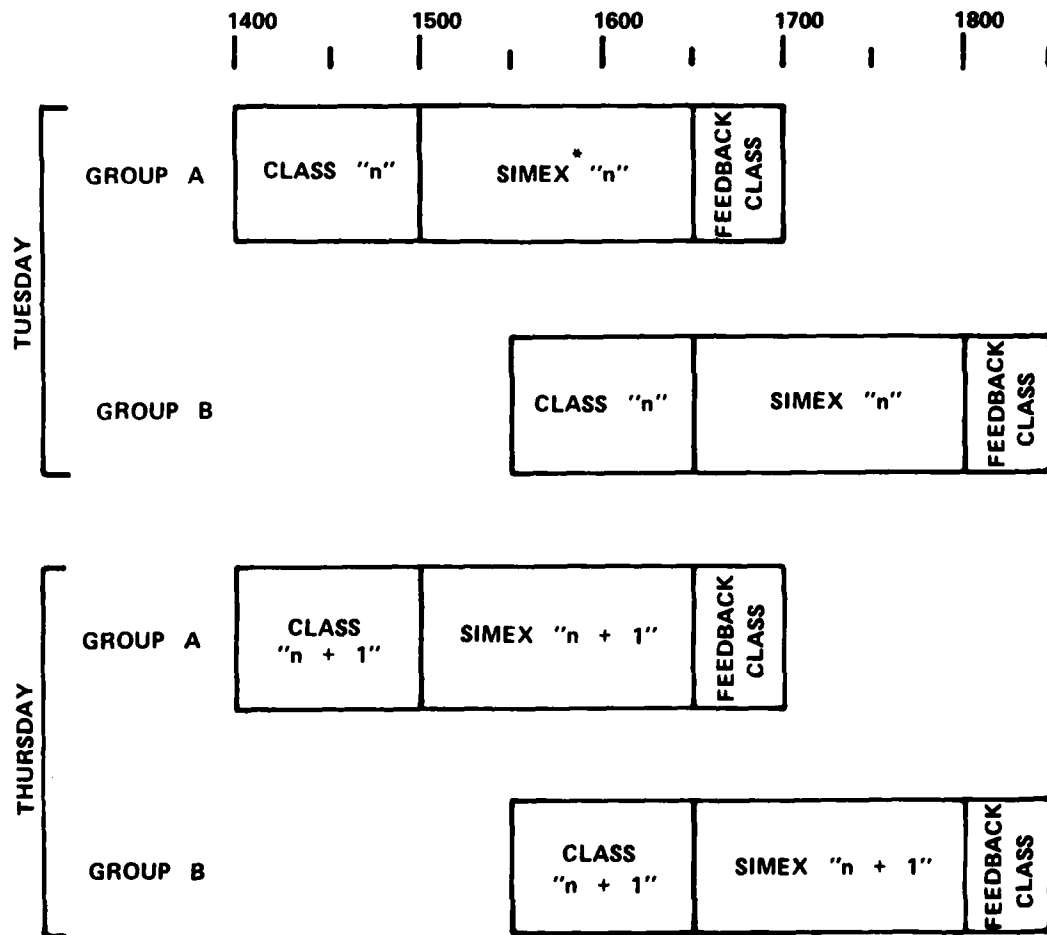 1400 1500 1600 1700 1800
TUESDAY
GROUP A
CLASS "n"
SIMEX* "n"
FEEDBACK
CLASS
GROUP B
CLASS "n"
SIMEX "n"
FEEDBACK
CLASS
THURSDAY
GROUP A
CLASS
"n + 1"
SIMEX "n + 1"
FEEDBACK
CLASS
GROUP B
CLASS
"n + 1"
SIMEX "n + 1"
FEEDBACK
CLASS